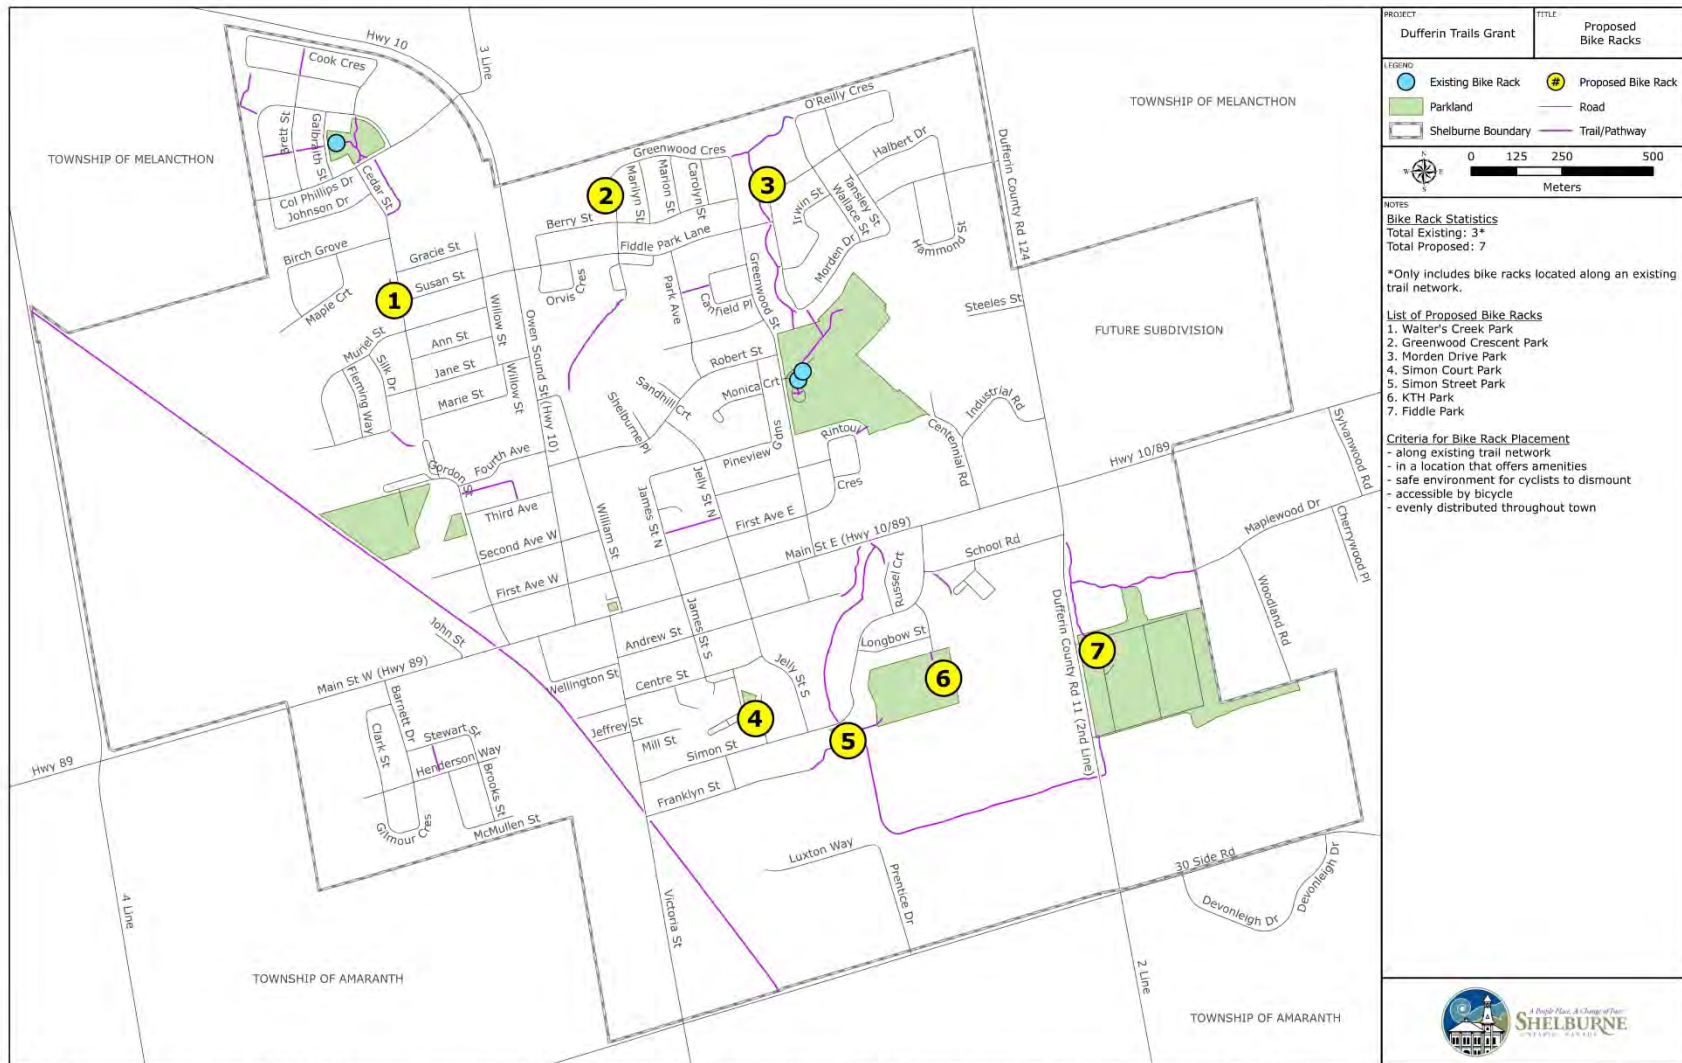 Hwy 10
3 Line
Cook Cres
TOWNSHIP OF MELANCTHON
Brett St
Galbraith St
Cedar St
Col Phillips Dr
Johnson Dr
Birch Grove
Maple Crt
Gracie St
Susan St
1
Muriel St
Silk Dr
Fleming Way
Ann St
Jane St
Marie St
Willow St
Willow St
Owen Sound St (Hwy 10)
Greenwood Cres
2
Marilyn St
Marion St
Carolyn St
Berry St
Fiddle Park Lane
Orvis Cres
Park Ave
Canfield Pl
Greenwood St
3
O'Reilly Cres
Halbert Dr
Tansley St
Wallace St
Irwin St
Morden Dr
Hammond St
Dufferin County Rd 124
TOWNSHIP OF MELANCTHON
Steeles St
FUTURE SUBDIVISION
Robert St
Monica Crt
Sandhill Crt
Shelburne Pl
Pineview Gdns
Rintoul
Cres
Centennial Rd
Industrial Rd
Hwy 10/89
Sylvanwood Rd
Maplewood Dr
Cherrywood Pl
Woodland Rd
Gordon St
Fourth Ave
Third Ave
Second Ave W
First Ave W
William St
James St N
Jelly St N
First Ave E
Main St E (Hwy 10/89)
School Rd
Russel Crt
Longbow St
Dufferin County Rd 11 (2nd Line)
7
6
John St
Main St W (Hwy 89)
Wellington St
Andrew St
James St S
Centre St
Jelly St S
4
Jeffrey St
Mill St
Simon St
5
Franklyn St
Hwy 89
Barnett Dr
Clark St
Stewart St
Henderson Way
Brooks St
Gilmour Cres
McMullen St
Luxton Way
Prentice Dr
30 Side Rd
Devonleigh Dr
Devonleigh Dr
4 Line
Victoria St
2 Line
TOWNSHIP OF AMARANTH
TOWNSHIP OF AMARANTH
PROJECT
Dufferin Trails Grant
TITLE
Proposed
Bike Racks
LEGEND
Existing Bike Rack
# Proposed Bike Rack
Parkland
Road
Shelburne Boundary
Trail/Pathway
N
W E
S
0 125 250 500
Meters
NOTES
Bike Rack Statistics
Total Existing: 3*
Total Proposed: 7
*Only includes bike racks located along an existing
trail network.
List of Proposed Bike Racks
1. Walter's Creek Park
2. Greenwood Crescent Park
3. Morden Drive Park
4. Simon Court Park
5. Simon Street Park
6. KTH Park
7. Fiddle Park
Criteria for Bike Rack Placement
- along existing trail network
- in a location that offers amenities
- safe environment for cyclists to dismount
- accessible by bicycle
- evenly distributed throughout town
A People Place, A Change of Pace
SHELBURNE
ONTARIO, CANADA